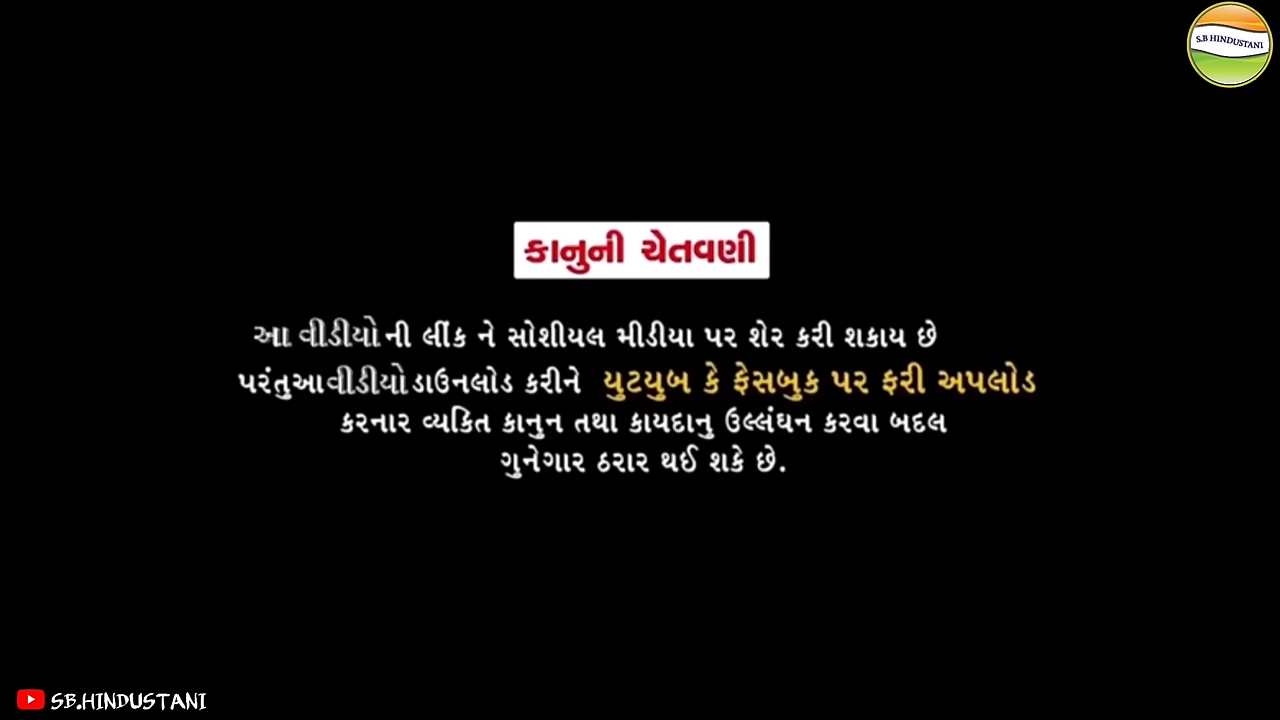 S.B HINDUSTANI
કાનુની ચેતવણી
આ વીડીયો ની લીંક ને સોશીયલ મીડીયા પર શેર કરી શકાય છે
પરંતુઆ વીડીયો ડાઉનલોડ કરીને યુટયુબ કે ફેસબુક પર ફરી અપલોડ
કરનાર વ્યકિત કાનુન તથા કાયદાનુ ઉલ્લંઘન કરવા બદલ
ગુનેગાર ઠરાર થઈ શકે છે.
SB.HINDUSTANI